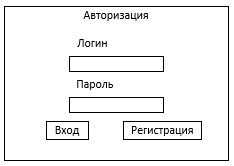 Авторизация
Логин
Пароль
Вход Регистрация